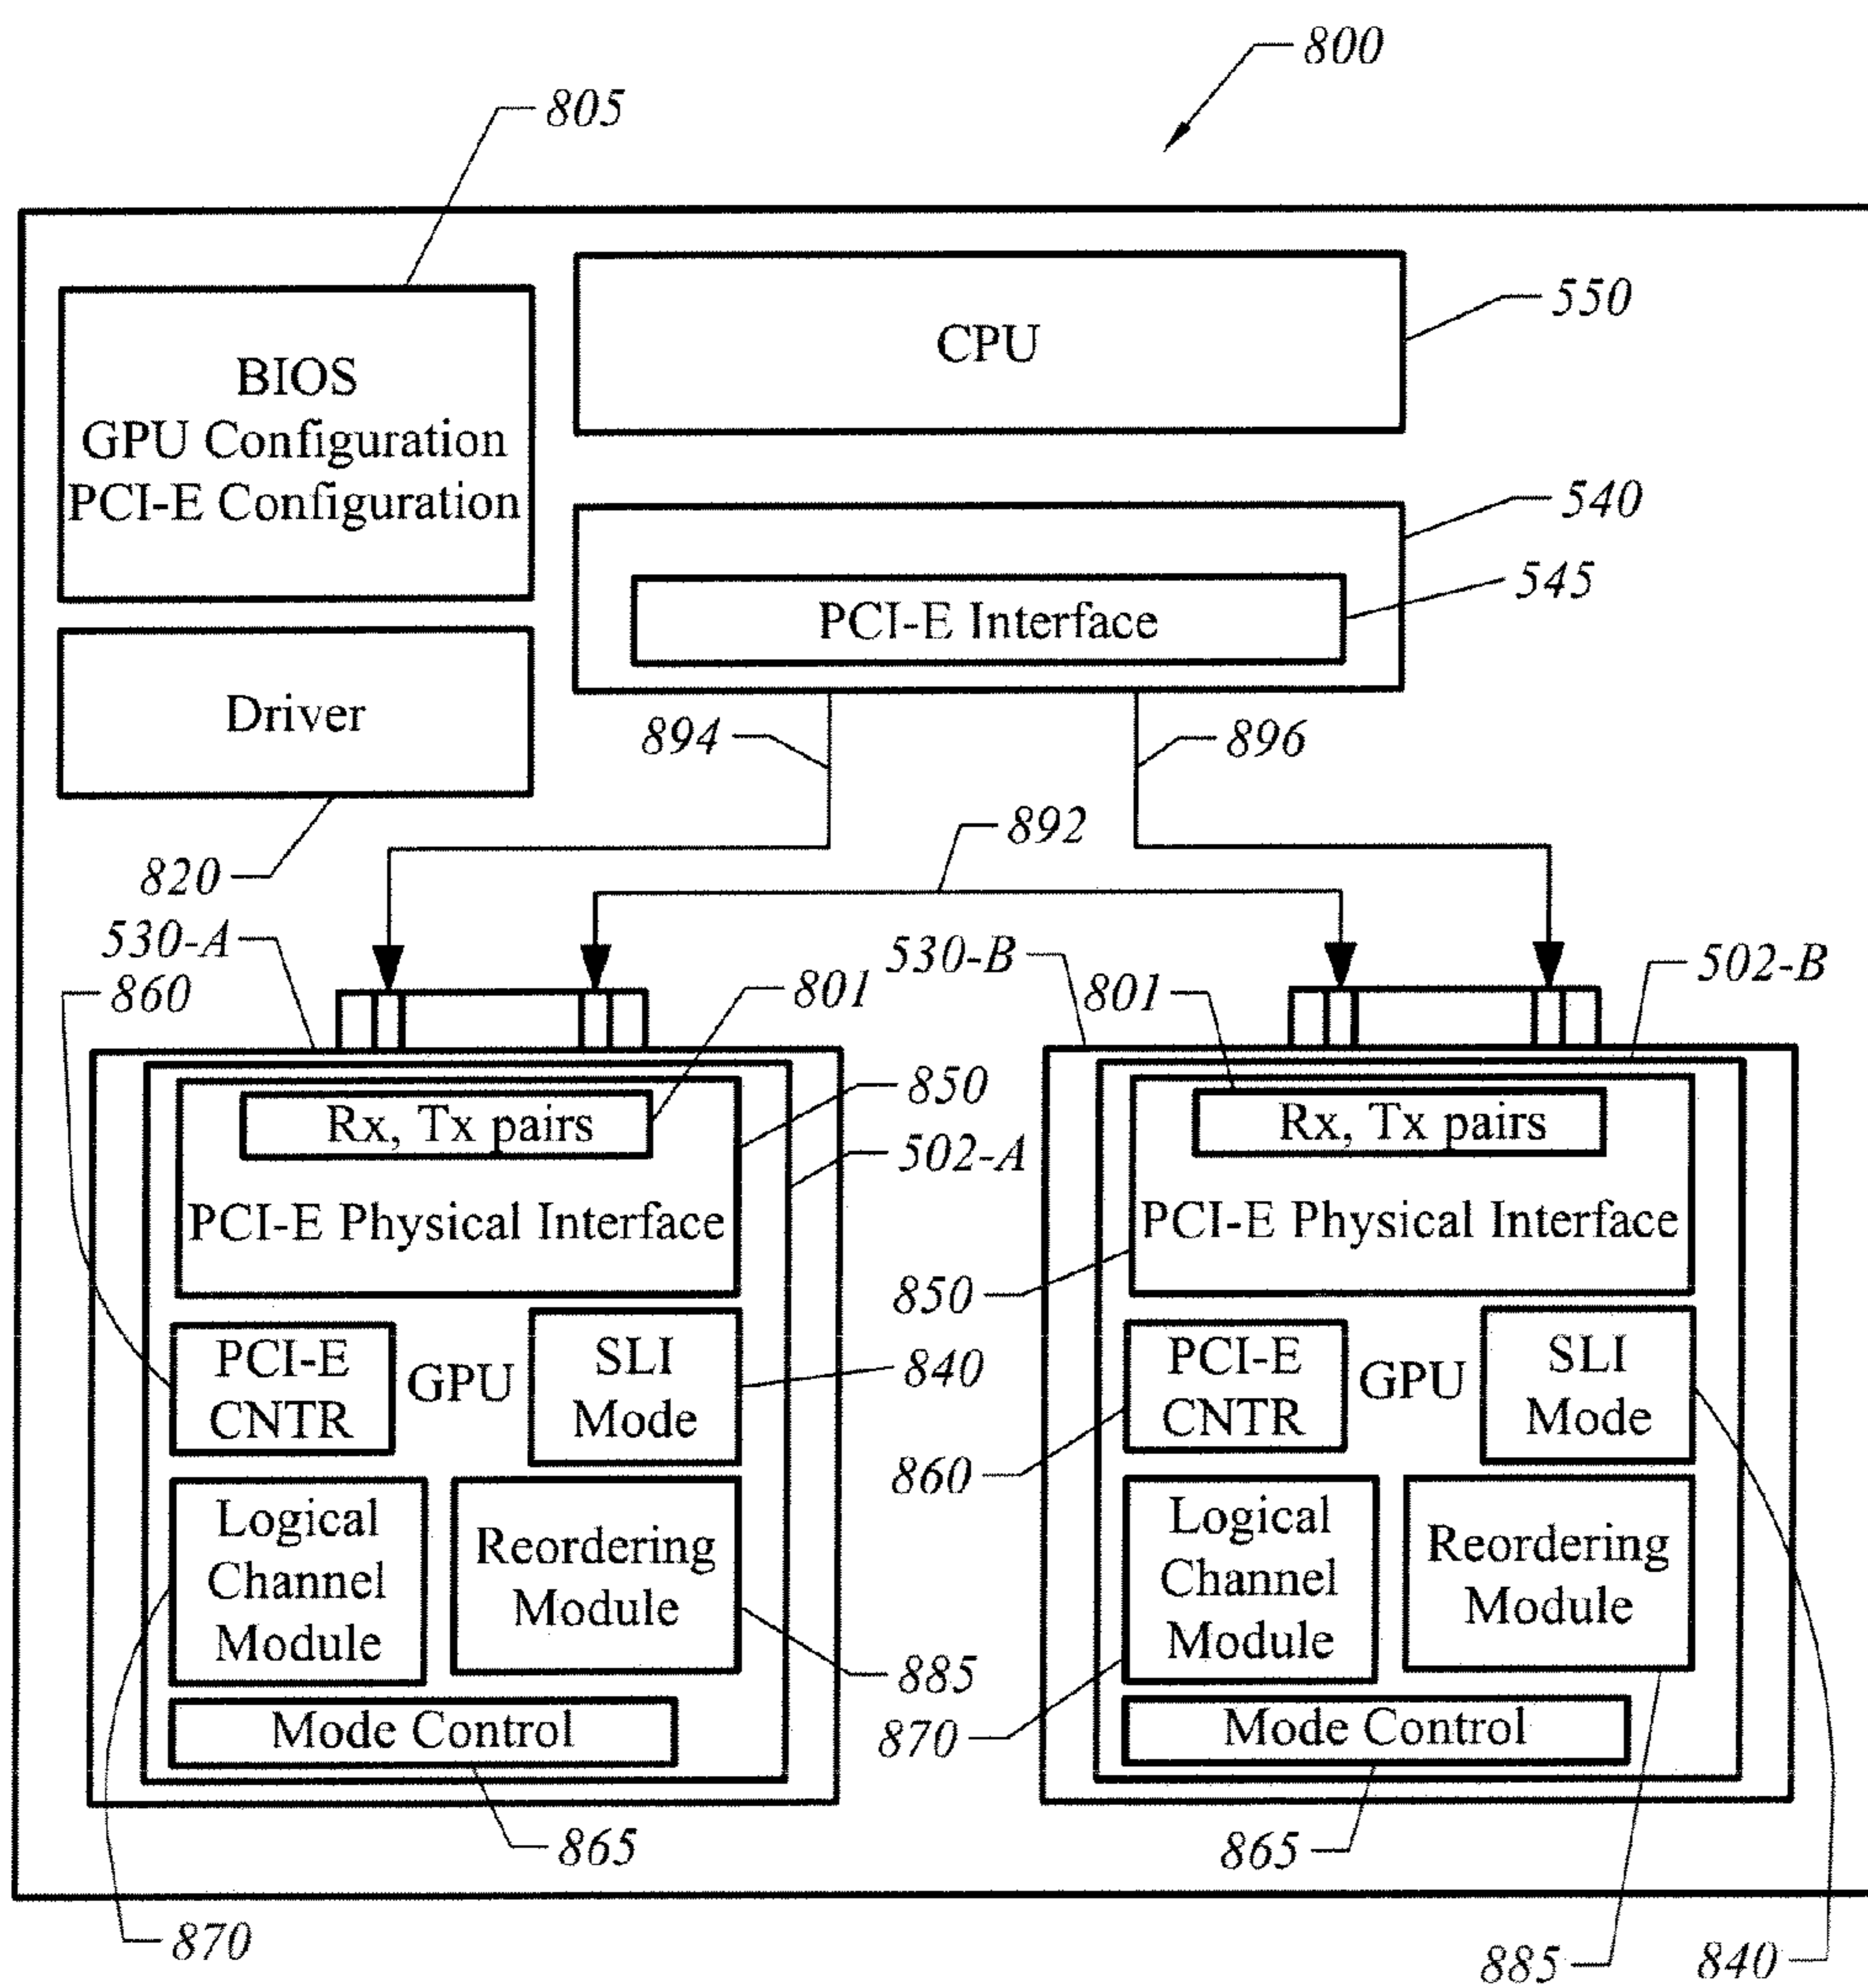 800
805
BIOS
GPU Configuration
PCI-E Configuration
CPU
550
540
PCI-E Interface
545
Driver
894
896
820
892
530-A
860
801
530-B
801
502-B
Rx, Tx pairs
PCI-E Physical Interface
850
502-A
Rx, Tx pairs
PCI-E Physical Interface
850
PCI-E
CNTR
GPU
SLI
Mode
840
PCI-E
CNTR
GPU
SLI
Mode
860
Logical
Channel
Module
Reordering
Module
885
Logical
Channel
Module
Reordering
Module
870
Mode Control
Mode Control
865
865
870
885
840